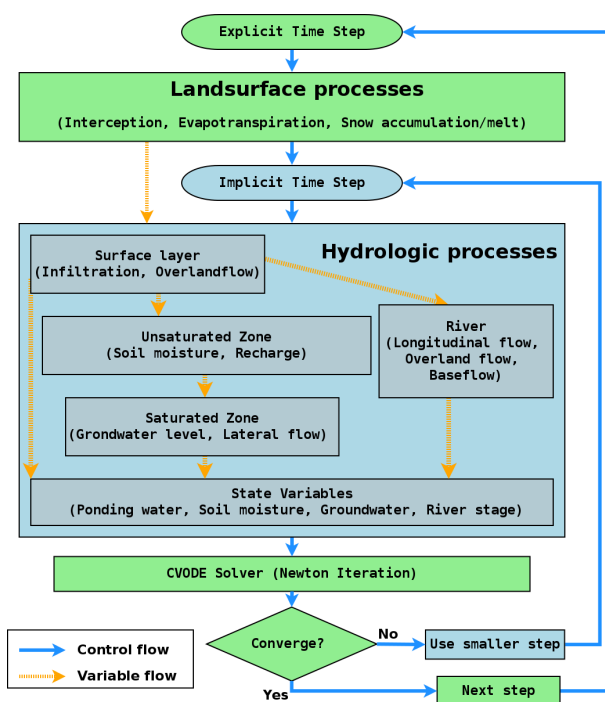 Explicit Time Step
Landsurface processes
(Interception, Evapotranspiration, Snow accumulation/melt)
Implicit Time Step
Hydrologic processes
Surface layer
(Infiltration, Overlandflow)
Unsaturated Zone
(Soil moisture, Recharge)
River
(Longitudinal flow,
Overland flow,
Baseflow)
Saturated Zone
(Grondwater level, Lateral flow)
State Variables
(Ponding water, Soil moisture, Groundwater, River stage)
CVODE Solver (Newton Iteration)
Converge?
No
Use smaller step
Yes
Next step
Control flow
Variable flow